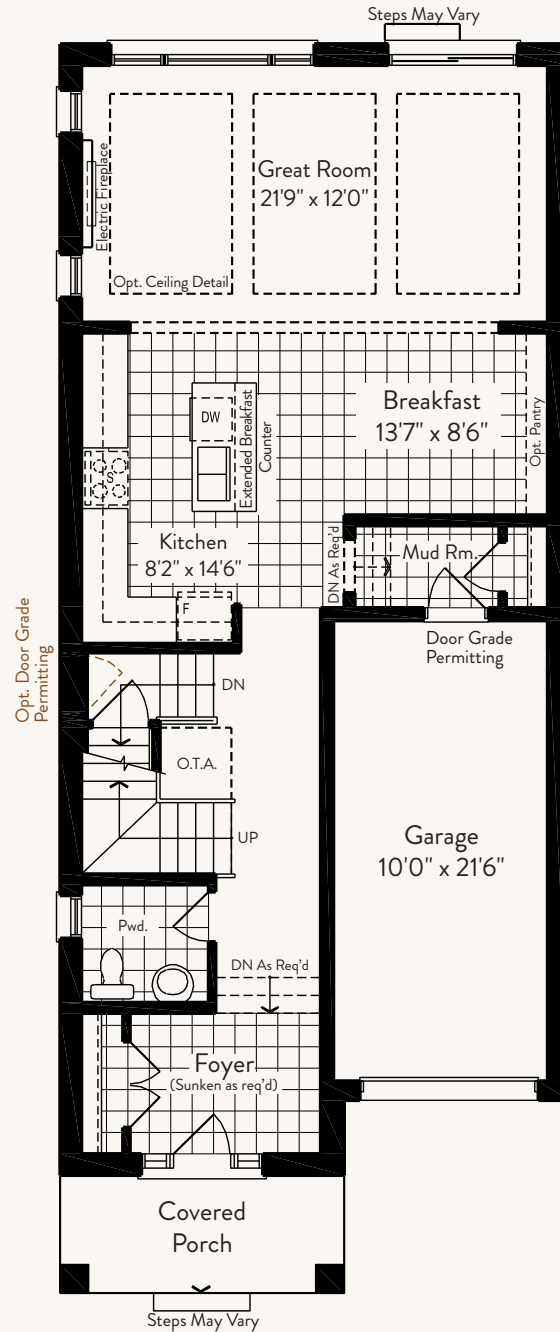 Steps May Vary
Great Room
21'9" x 12'0"
Electric Fireplace
Opt. Ceiling Detail
Breakfast
13'7" x 8'6"
Opt. Pantry
DW
Extended Breakfast
Counter
S
Kitchen
8'2" x 14'6"
DN As Req'd
Mud Rm.
F
Door Grade
Permitting
Opt. Door Grade
Permitting
DN
O.T.A.
UP
Garage
10'0" x 21'6"
Pwd.
DN As Req'd
Foyer
(Sunken as req'd)
Covered
Porch
Steps May Vary